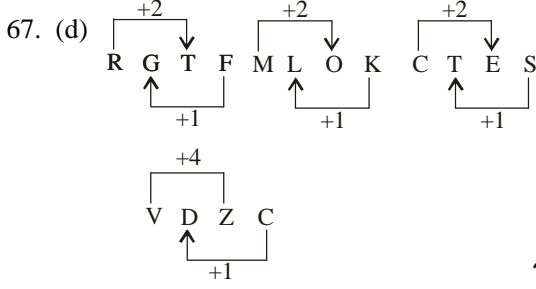 67. (d) +2 +2 +2
R G T F M L O K C T E S
+1 +1 +1
+4
V D Z C
+1